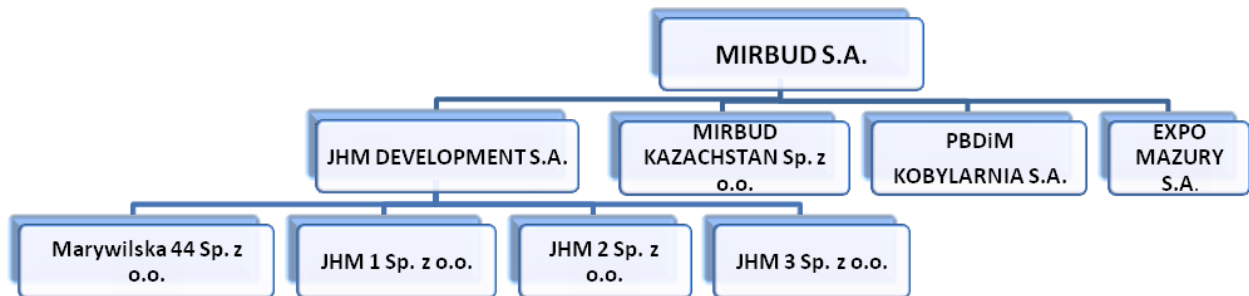 MIRBUD S.A.
JHM DEVELOPMENT S.A.
MIRBUD
KAZACHSTAN Sp. z
o.o.
PBDiM
KOBYLARNIA S.A.
EXPO
MAZURY
S.A.
Marywilska 44 Sp. z
o.o.
JHM 1 Sp. z o.o.
JHM 2 Sp. z
o.o.
JHM 3 Sp. z o.o.